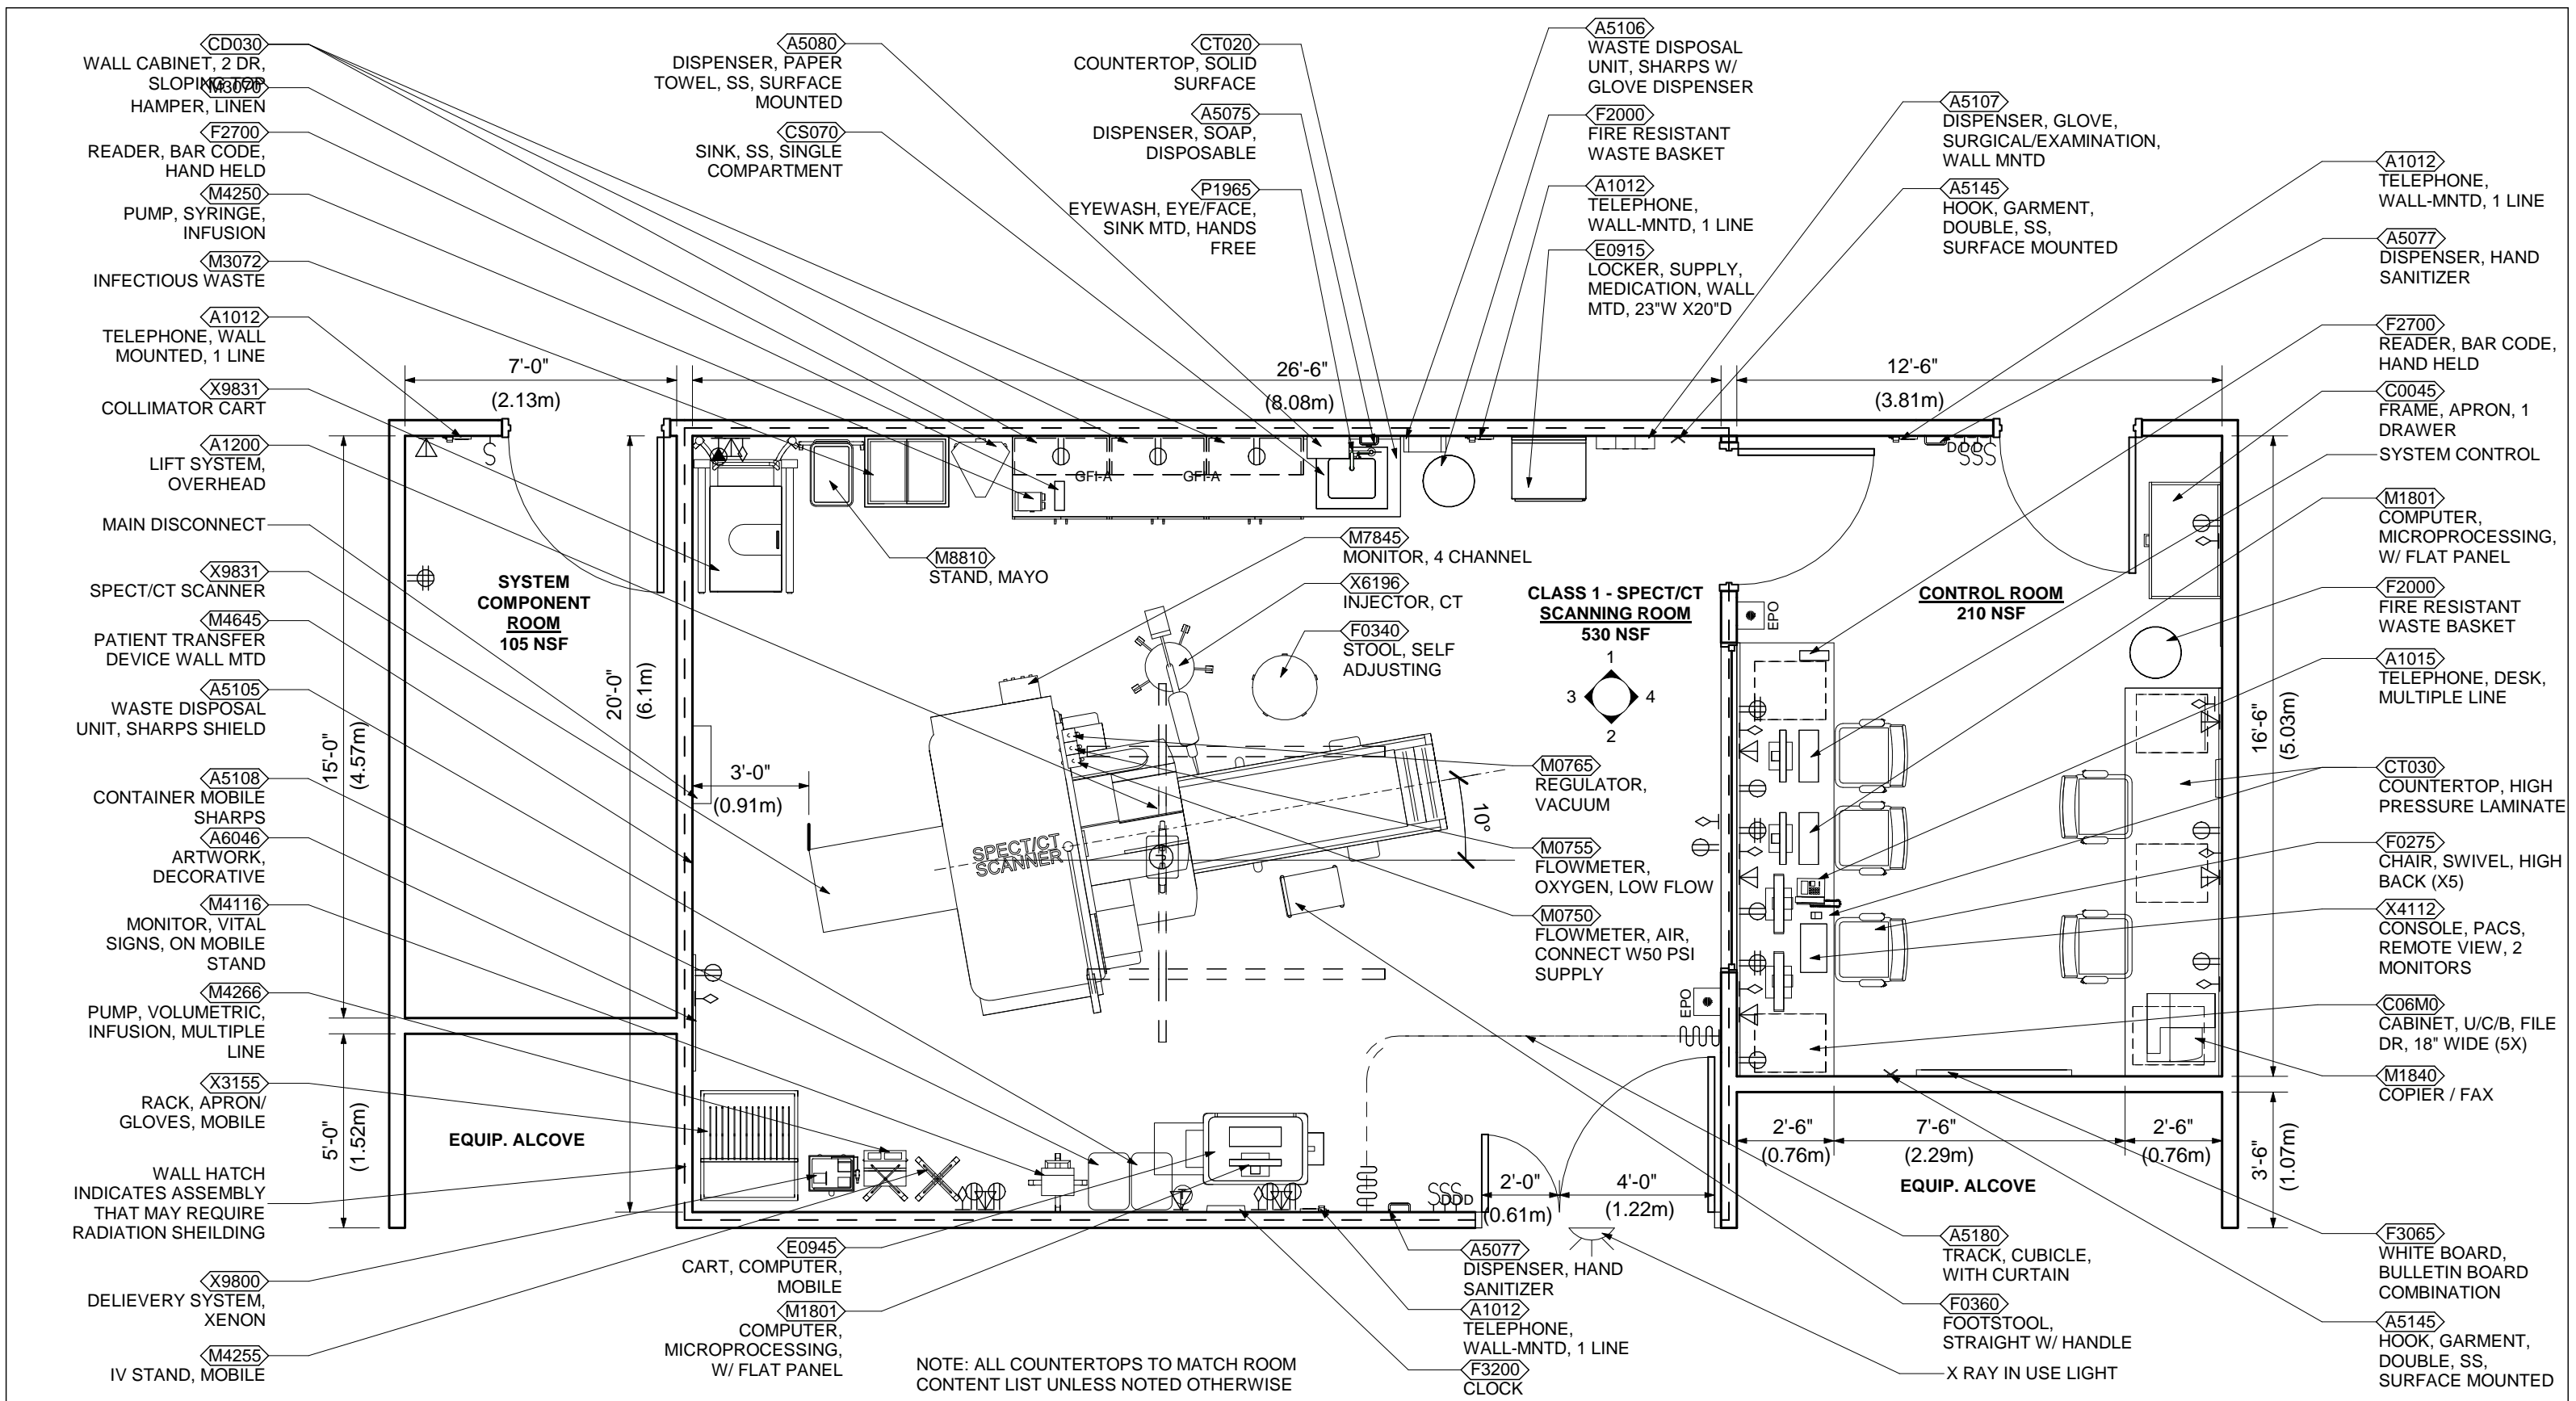 CD030
WALL CABINET, 2 DR,
SLOPING TOP
M3070
HAMPER, LINEN
F2700
READER, BAR CODE,
HAND HELD
M4250
PUMP, SYRINGE,
INFUSION
M3072
INFECTIOUS WASTE
A1012
TELEPHONE, WALL
MOUNTED, 1 LINE
X9831
COLLIMATOR CART
A1200
LIFT SYSTEM,
OVERHEAD
MAIN DISCONNECT
X9831
SPECT/CT SCANNER
M4645
PATIENT TRANSFER
DEVICE WALL MTD
A5105
WASTE DISPOSAL
UNIT, SHARPS SHIELD
A5108
CONTAINER MOBILE
SHARPS
A6046
ARTWORK,
DECORATIVE
M4116
MONITOR, VITAL
SIGNS, ON MOBILE
STAND
M4266
PUMP, VOLUMETRIC,
INFUSION, MULTIPLE
LINE
X3155
RACK, APRON/
GLOVES, MOBILE
WALL HATCH
INDICATES ASSEMBLY
THAT MAY REQUIRE
RADIATION SHEILDING
X9800
DELIEVERY SYSTEM,
XENON
M4255
IV STAND, MOBILE
A5080
DISPENSER, PAPER
TOWEL, SS, SURFACE
MOUNTED
CS070
SINK, SS, SINGLE
COMPARTMENT
CT020
COUNTERTOP, SOLID
SURFACE
A5075
DISPENSER, SOAP,
DISPOSABLE
P1965
EYEWASH, EYE/FACE,
SINK MTD, HANDS
FREE
A5106
WASTE DISPOSAL
UNIT, SHARPS W/
GLOVE DISPENSER
F2000
FIRE RESISTANT
WASTE BASKET
A1012
TELEPHONE,
WALL-MNTD, 1 LINE
E0915
LOCKER, SUPPLY,
MEDICATION, WALL
MTD, 23"W X20"D
A5107
DISPENSER, GLOVE,
SURGICAL/EXAMINATION,
WALL MNTD
A5145
HOOK, GARMENT,
DOUBLE, SS,
SURFACE MOUNTED
A1012
TELEPHONE,
WALL-MNTD, 1 LINE
A5077
DISPENSER, HAND
SANITIZER
F2700
READER, BAR CODE,
HAND HELD
C0045
FRAME, APRON, 1
DRAWER
SYSTEM CONTROL
M1801
COMPUTER,
MICROPROCESSING,
W/ FLAT PANEL
F2000
FIRE RESISTANT
WASTE BASKET
A1015
TELEPHONE, DESK,
MULTIPLE LINE
CT030
COUNTERTOP, HIGH
PRESSURE LAMINATE
F0275
CHAIR, SWIVEL, HIGH
BACK (X5)
X4112
CONSOLE, PACS,
REMOTE VIEW, 2
MONITORS
C06M0
CABINET, U/C/B, FILE
DR, 18" WIDE (5X)
M1840
COPIER / FAX
F3065
WHITE BOARD,
BULLETIN BOARD
COMBINATION
A5145
HOOK, GARMENT,
DOUBLE, SS,
SURFACE MOUNTED
7'-0"
(2.13m)
26'-6"
(8.08m)
12'-6"
(3.81m)
SYSTEM
COMPONENT
ROOM
105 NSF
15'-0"
(4.57m)
20'-0"
(6.1m)
5'-0"
(1.52m)
EQUIP. ALCOVE
S
GFI-A
GFI-A
M8810
STAND, MAYO
M7845
MONITOR, 4 CHANNEL
X6196
INJECTOR, CT
F0340
STOOL, SELF
ADJUSTING
CLASS 1 - SPECT/CT
SCANNING ROOM
530 NSF
1
3
4
2
3'-0"
(0.91m)
SPECT/CT
SCANNER
10°
M0765
REGULATOR,
VACUUM
M0755
FLOWMETER,
OXYGEN, LOW FLOW
M0750
FLOWMETER, AIR,
CONNECT W50 PSI
SUPPLY
CONTROL ROOM
210 NSF
EPO
EPO
DDD
SSS
16'-6"
(5.03m)
2'-6"
(0.76m)
7'-6"
(2.29m)
2'-6"
(0.76m)
3'-6"
(1.07m)
EQUIP. ALCOVE
SSS
DDD
2'-0"
(0.61m)
4'-0"
(1.22m)
E0945
CART, COMPUTER,
MOBILE
M1801
COMPUTER,
MICROPROCESSING,
W/ FLAT PANEL
A5077
DISPENSER, HAND
SANITIZER
A1012
TELEPHONE,
WALL-MNTD, 1 LINE
F3200
CLOCK
A5180
TRACK, CUBICLE,
WITH CURTAIN
F0360
FOOTSTOOL,
STRAIGHT W/ HANDLE
X RAY IN USE LIGHT
NOTE: ALL COUNTERTOPS TO MATCH ROOM
CONTENT LIST UNLESS NOTED OTHERWISE